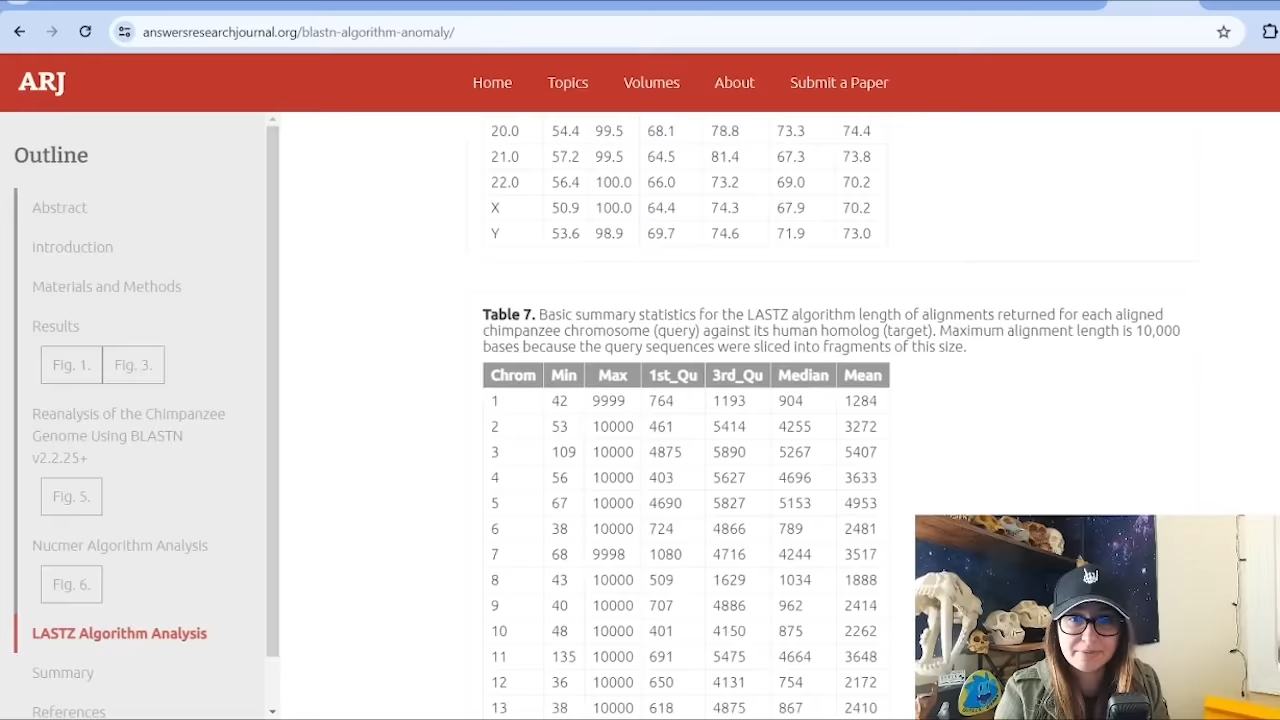 answersresearchjournal.org/blastn-algorithm-anomaly/
ARJ
Home Topics Volumes About Submit a Paper
Outline
Abstract
Introduction
Materials and Methods
Results
Fig. 1. Fig. 3.
Reanalysis of the Chimpanzee
Genome Using BLASTN
v2.2.25+
Fig. 5.
Nucmer Algorithm Analysis
Fig. 6.
LASTZ Algorithm Analysis
Summary
References
20.0 54.4 99.5 68.1 78.8 73.3 74.4
21.0 57.2 99.5 64.5 81.4 67.3 73.8
22.0 56.4 100.0 66.0 73.2 69.0 70.2
X 50.9 100.0 64.4 74.3 67.9 70.2
Y 53.6 98.9 69.7 74.6 71.9 73.0
Table 7. Basic summary statistics for the LASTZ algorithm length of alignments returned for each aligned
chimpanzee chromosome (query) against its human homolog (target). Maximum alignment length is 10,000
bases because the query sequences were sliced into fragments of this size.
Chrom Min Max 1st_Qu 3rd_Qu Median Mean
1 42 9999 764 1193 904 1284
2 53 10000 461 5414 4255 3272
3 109 10000 4875 5890 5267 5407
4 56 10000 403 5627 4696 3633
5 67 10000 4690 5827 5153 4953
6 38 10000 724 4866 789 2481
7 68 9998 1080 4716 4244 3517
8 43 10000 509 1629 1034 1888
9 40 10000 707 4886 962 2414
10 48 10000 401 4150 875 2262
11 135 10000 691 5475 4664 3648
12 36 10000 650 4131 754 2172
13 38 10000 618 4875 867 2410